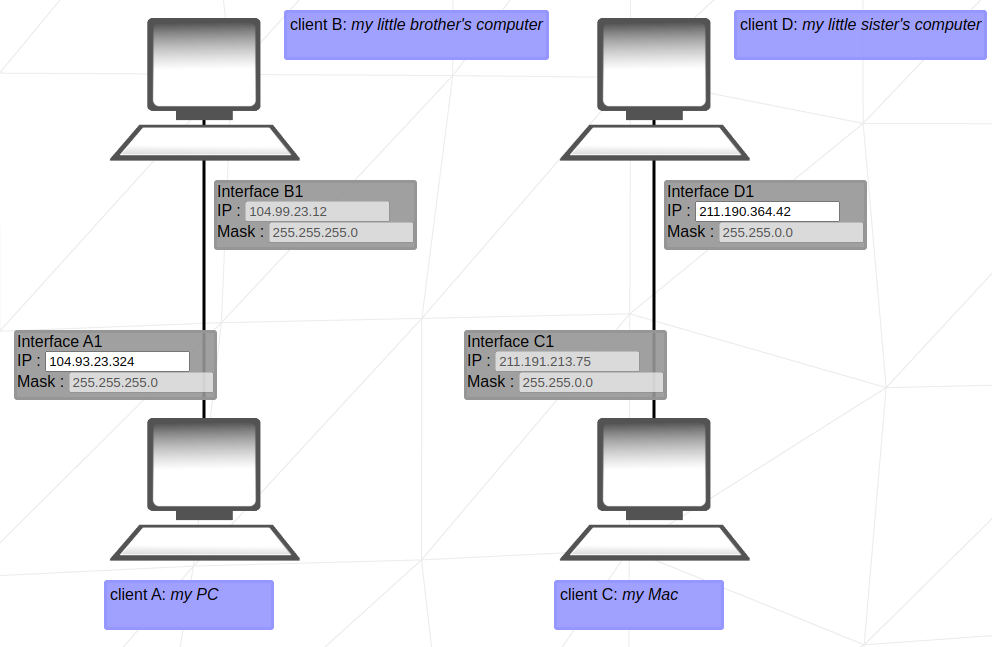 client B: my little brother's computer
client D: my little sister's computer
Interface B1
IP : 104.99.23.12
Mask : 255.255.255.0
Interface D1
IP : 211.190.364.42
Mask : 255.255.0.0
Interface A1
IP : 104.93.23.324
Mask : 255.255.255.0
Interface C1
IP : 211.191.213.75
Mask : 255.255.0.0
client A: my PC
client C: my Mac